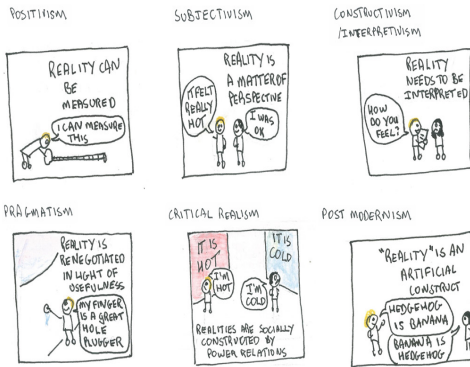 POSITIVISM
REALITY CAN
BE
MEASURED
I CAN MEASURE
THIS
SUBJECTIVISM
REALITY IS
A MATTER OF
PERSPECTIVE
IT FELT
REALLY
HOT
I WAS
OK
CONSTRUCTIVISM
/INTERPRETIVISM
REALITY
NEEDS TO BE
INTERPRETED
HOW
DO YOU
FEEL?
PRAGMATISM
REALITY IS
RENEGOTIATED
IN LIGHT OF
USEFULNESS
MY FINGER
IS A GREAT
HOLE
PLUGGER
CRITICAL REALISM
IT IS
HOT
IT IS
COLD
I'M
HOT
I'M
COLD
REALITIES ARE SOCIALLY
CONSTRUCTED BY
POWER RELATIONS
POST MODERNISM
"REALITY" IS AN
ARTIFICIAL
CONSTRUCT
HEDGEHOG
IS BANANA
BANANA IS
HEDGEHOG